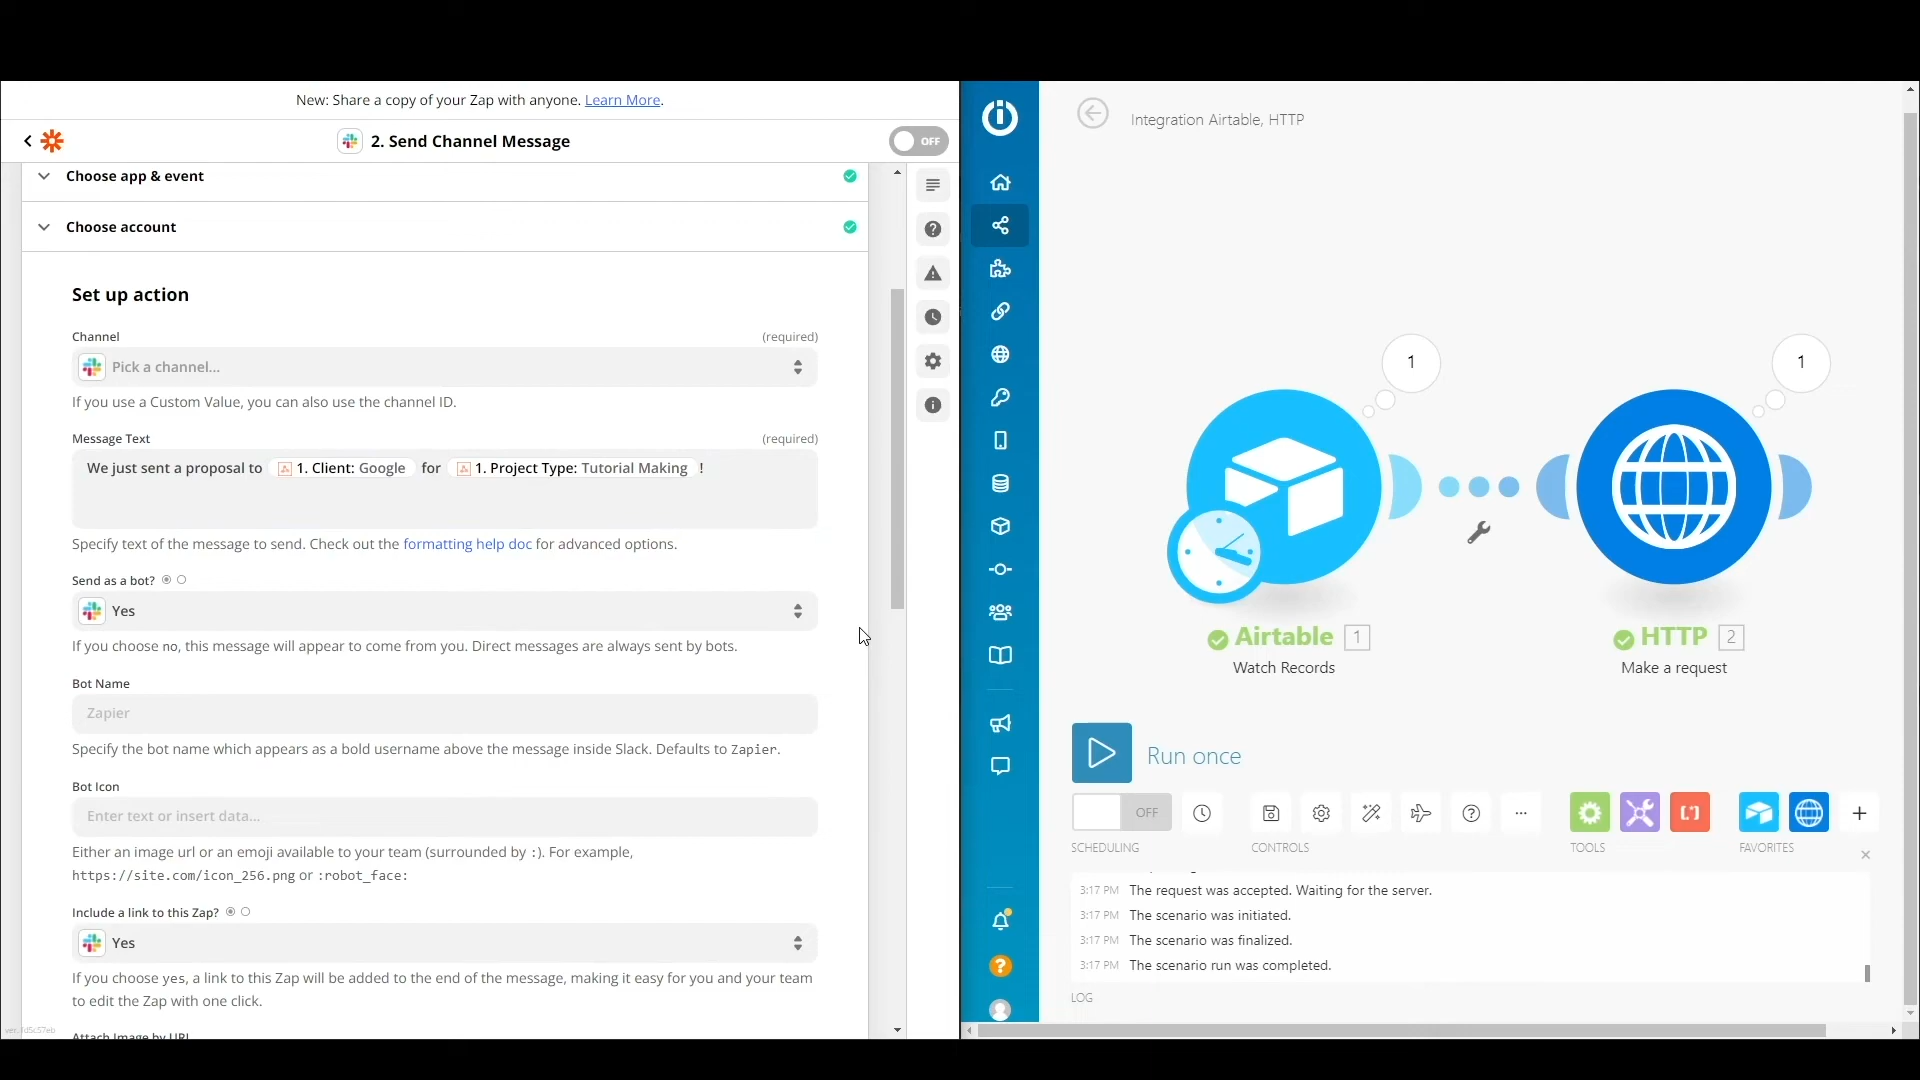 New: Share a copy of your Zap with anyone. Learn More.
2. Send Channel Message
OFF
Choose app & event
Choose account
Set up action
Channel (required)
Pick a channel...
If you use a Custom Value, you can also use the channel ID.
Message Text (required)
We just sent a proposal to 1. Client: Google for 1. Project Type: Tutorial Making !
Specify text of the message to send. Check out the formatting help doc for advanced options.
Send as a bot?
Yes
If you choose no, this message will appear to come from you. Direct messages are always sent by bots.
Bot Name
Zapier
Specify the bot name which appears as a bold username above the message inside Slack. Defaults to Zapier.
Bot Icon
Enter text or insert data...
Either an image url or an emoji available to your team (surrounded by :). For example,
https://site.com/icon_256.png or :robot_face:
Include a link to this Zap?
Yes
If you choose yes, a link to this Zap will be added to the end of the message, making it easy for you and your team
to edit the Zap with one click.
Attach Image by URL
Integration Airtable, HTTP
1
1
Airtable 1
Watch Records
HTTP 2
Make a request
Run once
OFF
SCHEDULING
CONTROLS
TOOLS
[·]
FAVORITES
3:17 PM The request was accepted. Waiting for the server.
3:17 PM The scenario was initiated.
3:17 PM The scenario was finalized.
3:17 PM The scenario run was completed.
LOG